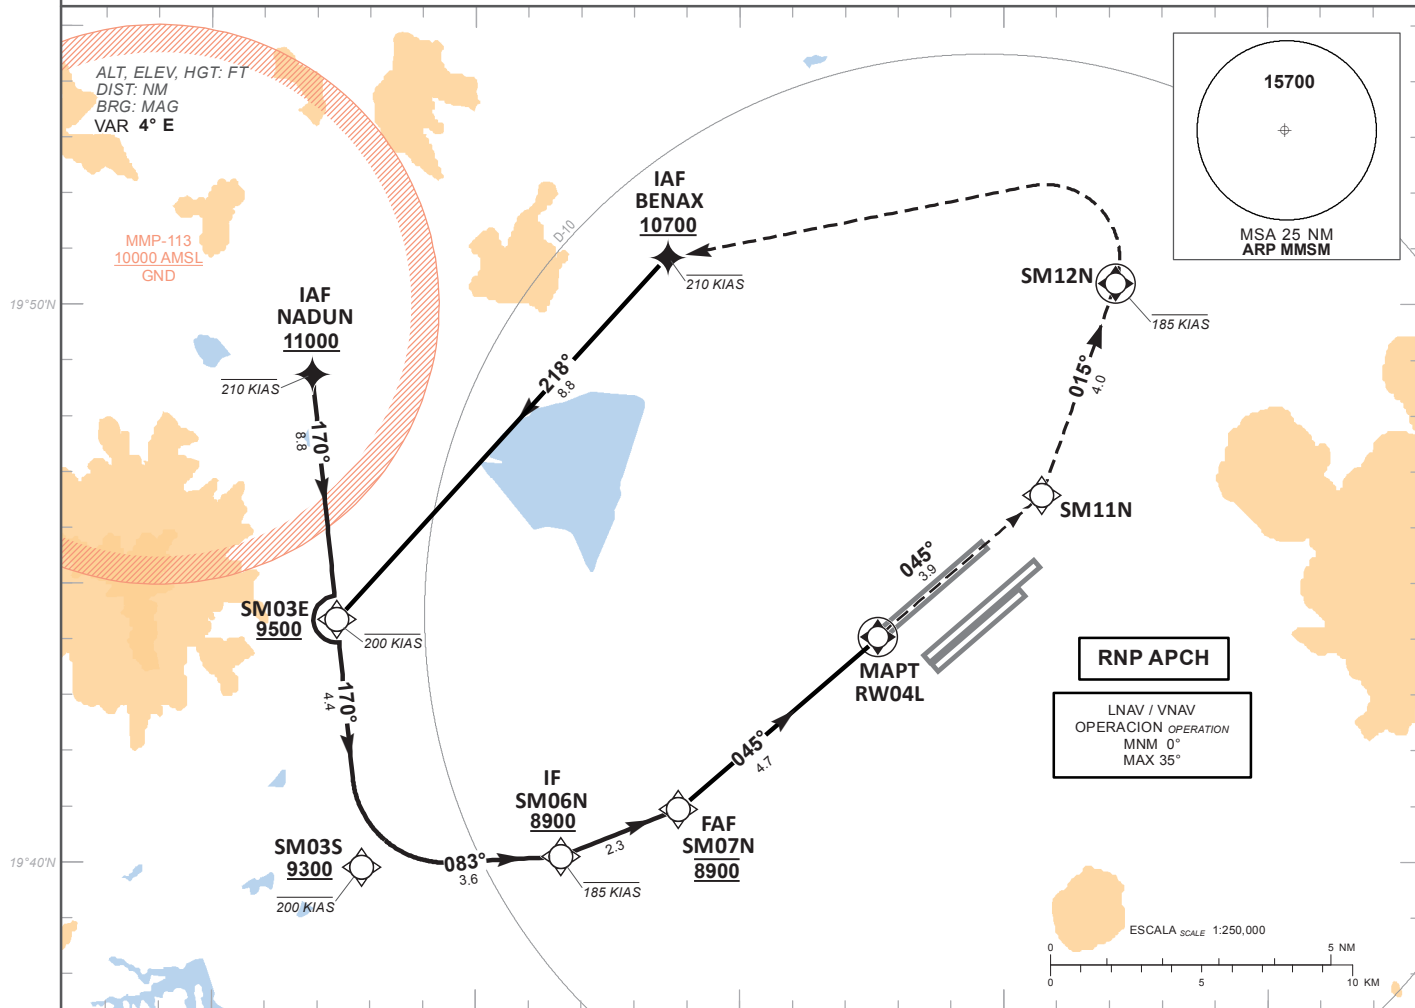 ALT, ELEV, HGT: FT
DIST: NM
BRG: MAG
VAR 4° E
15700
MSA 25 NM
ARP MMSM
D-10
IAF
BENAX
10700
210 KIAS
MMP-113
10000 AMSL
GND
19°50'N
IAF
NADUN
11000
210 KIAS
SM12N
185 KIAS
218°
8.8
015°
4.0
170°
8.8
SM11N
045°
3.9
SM03E
9500
200 KIAS
MAPT
RW04L
RNP APCH
LNAV / VNAV
OPERACION OPERATION
MNM 0°
MAX 35°
170°
4.4
045°
4.7
IF
SM06N
8900
185 KIAS
2.3
FAF
SM07N
8900
083°
3.6
SM03S
9300
200 KIAS
19°40'N
ESCALA SCALE 1:250,000
0 5 NM
0 5 10 KM